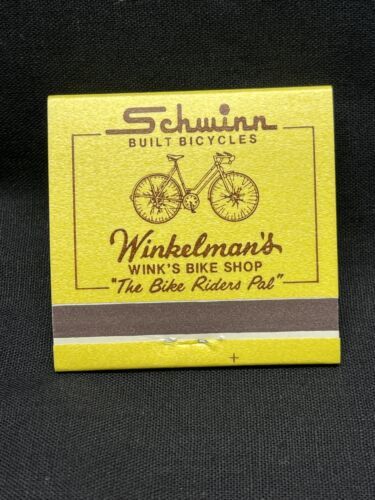 Schwinn
BUILT BICYCLES
Winkelman's
WINK'S BIKE SHOP
"The Bike Riders Pal"